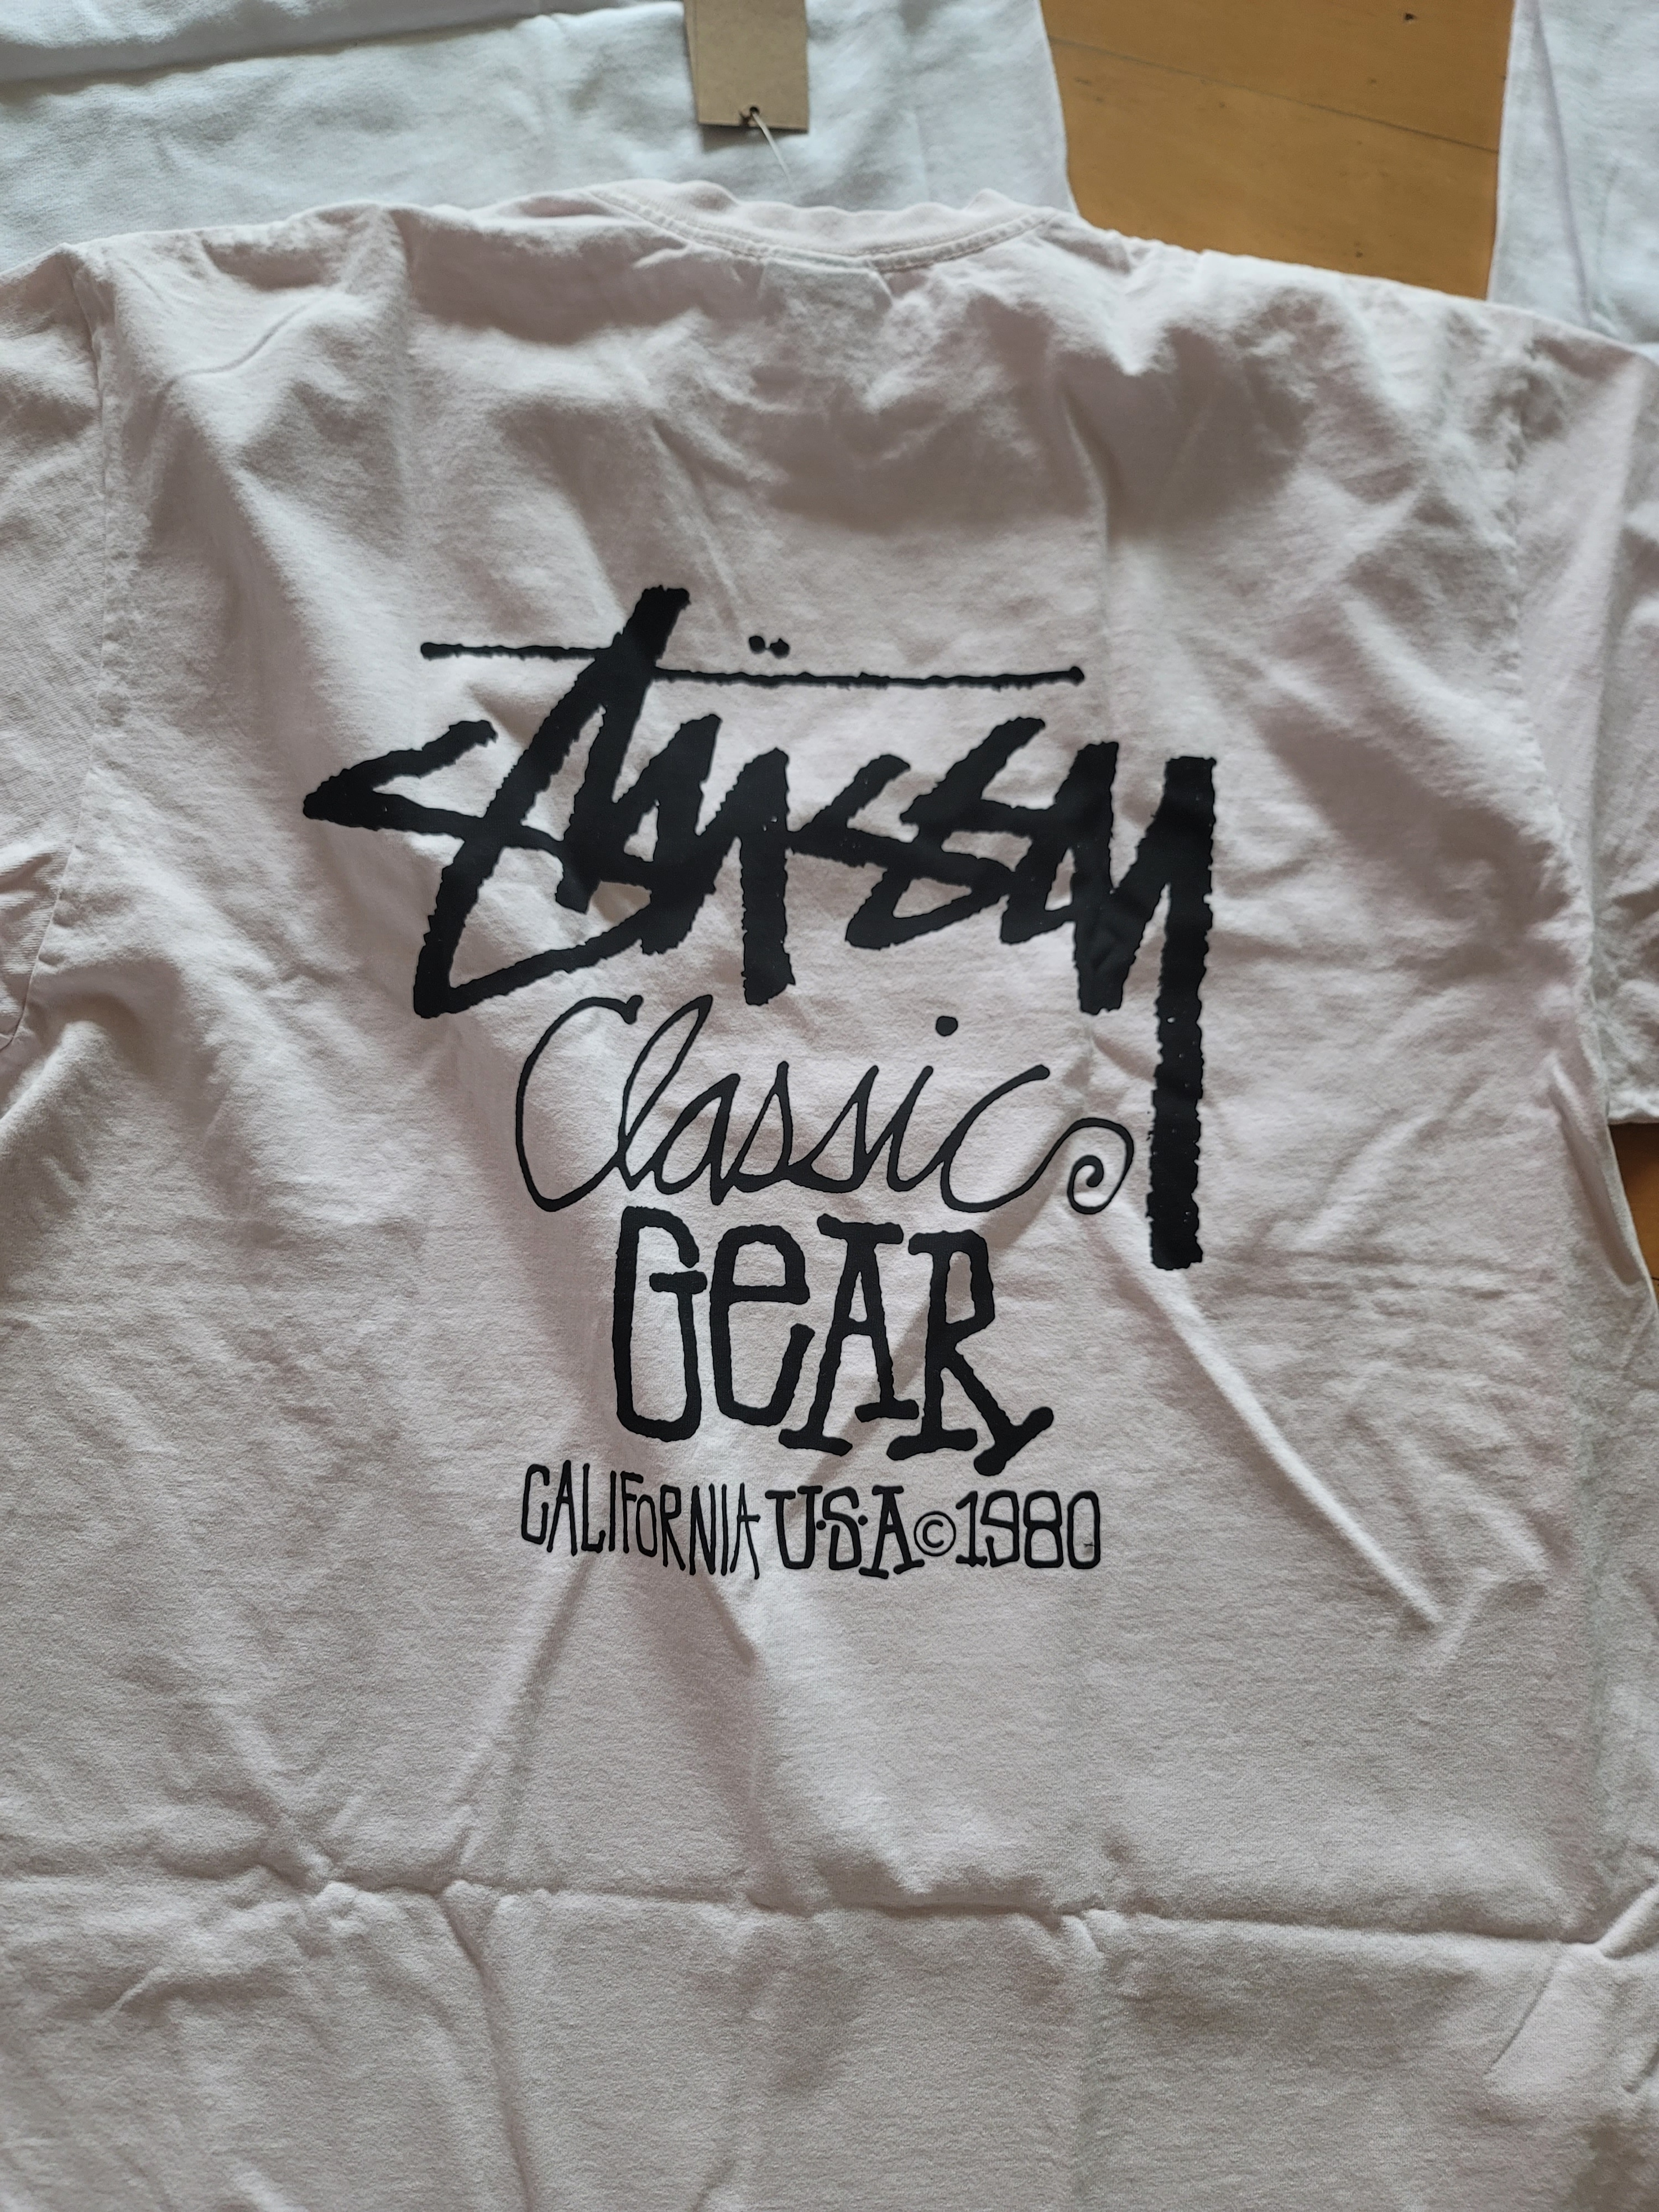 Stüssy
Classic
GeAR
CALIFoRNIA U·S·A©1980